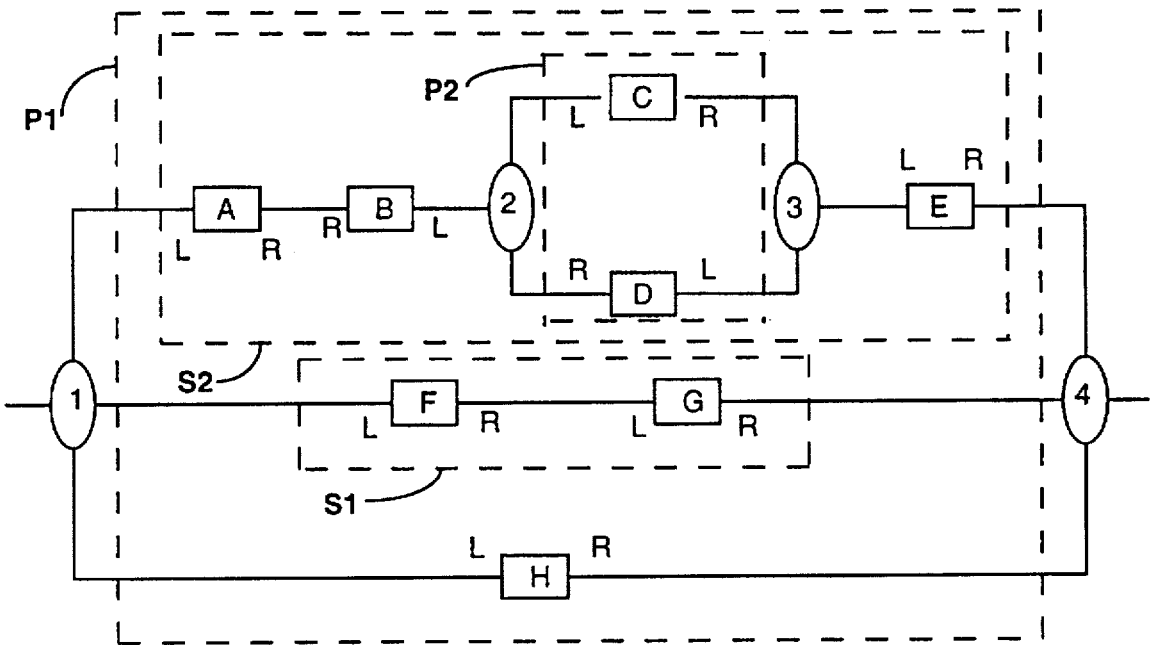 P1
P2
C
L R
L R
A B 2 3 E
L R R L
R L
D
S2
1 F G 4
L R L R
S1
L R
H